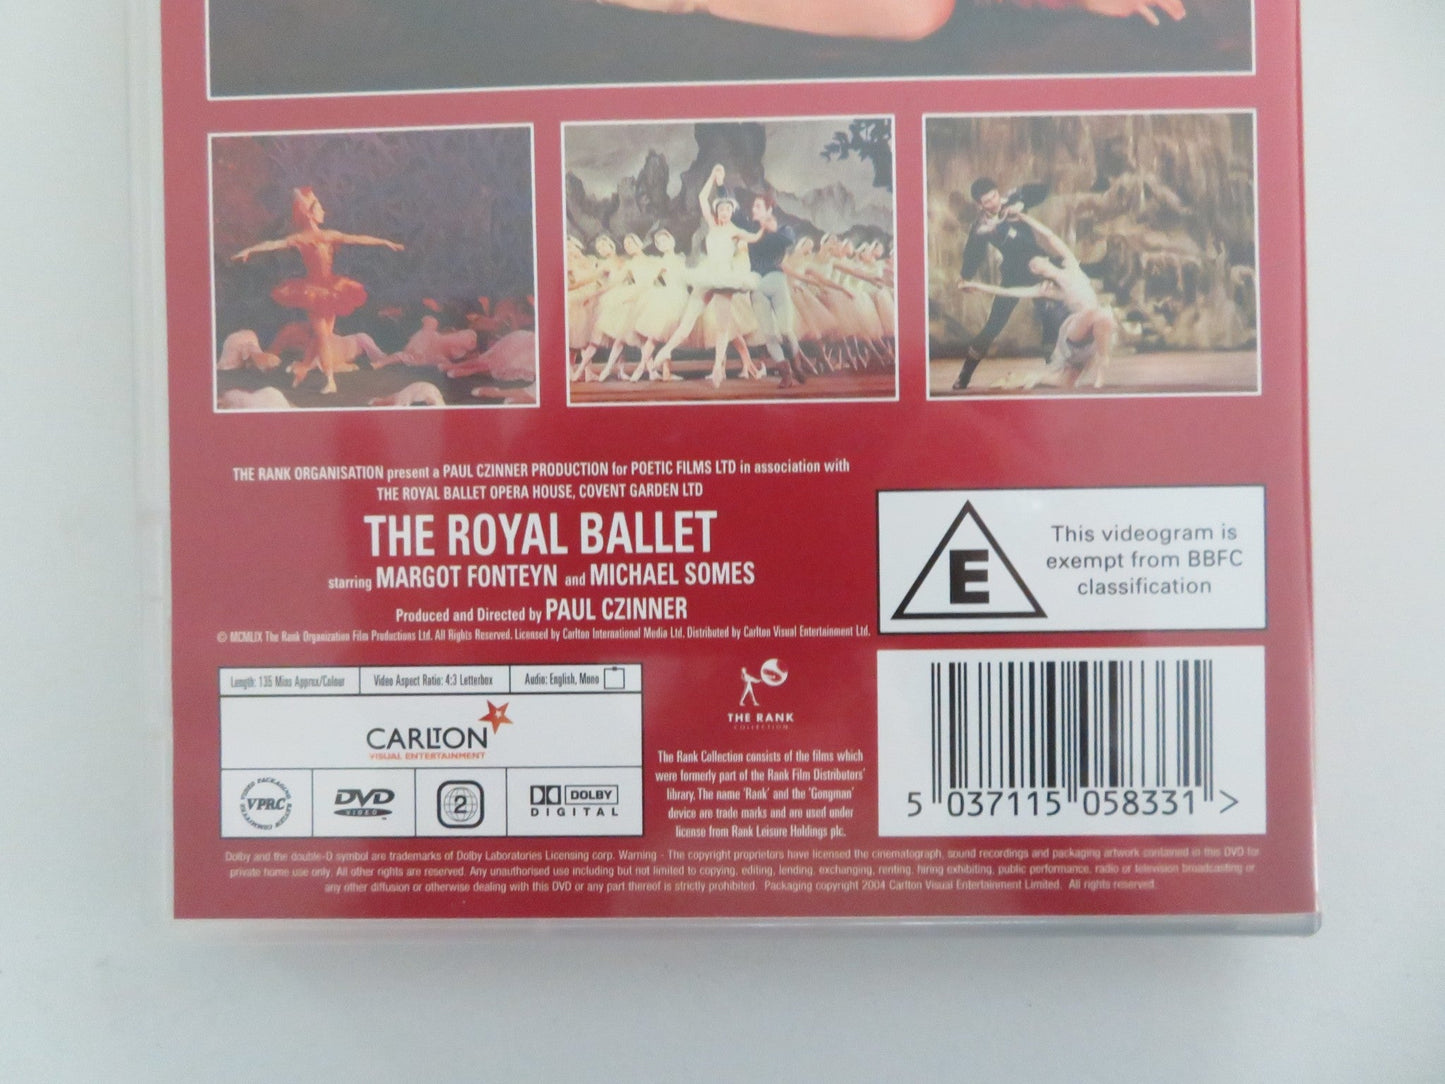 THE RANK ORGANISATION present a PAUL CZINNER PRODUCTION for POETIC FILMS LTD in association with
THE ROYAL BALLET OPERA HOUSE, COVENT GARDEN LTD
THE ROYAL BALLET
starring MARGOT FONTEYN and MICHAEL SOMES
Produced and Directed by PAUL CZINNER
© MCMLIX The Rank Organization Film Productions Ltd. All Rights Reserved. Licensed by Carlton International Media Ltd. Distributed by Carlton Visual Entertainment Ltd.
E
This videogram is
exempt from BBFC
classification
Length: 135 Mins Approx/Colour
Video Aspect Ratio: 4:3 Letterbox
Audio: English, Mono
CARLTON
VISUAL ENTERTAINMENT
VPRC
DVD
VIDEO
2
DOLBY
DIGITAL
THE RANK
COLLECTION
The Rank Collection consists of the films which
were formerly part of the Rank Film Distributors'
library. The name 'Rank' and the 'Gongman'
device are trade marks and are used under
license from Rank Leisure Holdings plc.
5 037115 058331 >
Dolby and the double-D symbol are trademarks of Dolby Laboratories Licensing corp. Warning - The copyright proprietors have licensed the cinematograph, sound recordings and packaging artwork contained in this DVD for
private home use only. All other rights are reserved. Any unauthorised use including but not limited to copying, editing, lending, exchanging, renting, hiring exhibiting, public performance, radio or television broadcasting or
any other diffusion or otherwise dealing with this DVD or any part thereof is strictly prohibited. Packaging copyright 2004 Carlton Visual Entertainment Limited. All rights reserved.